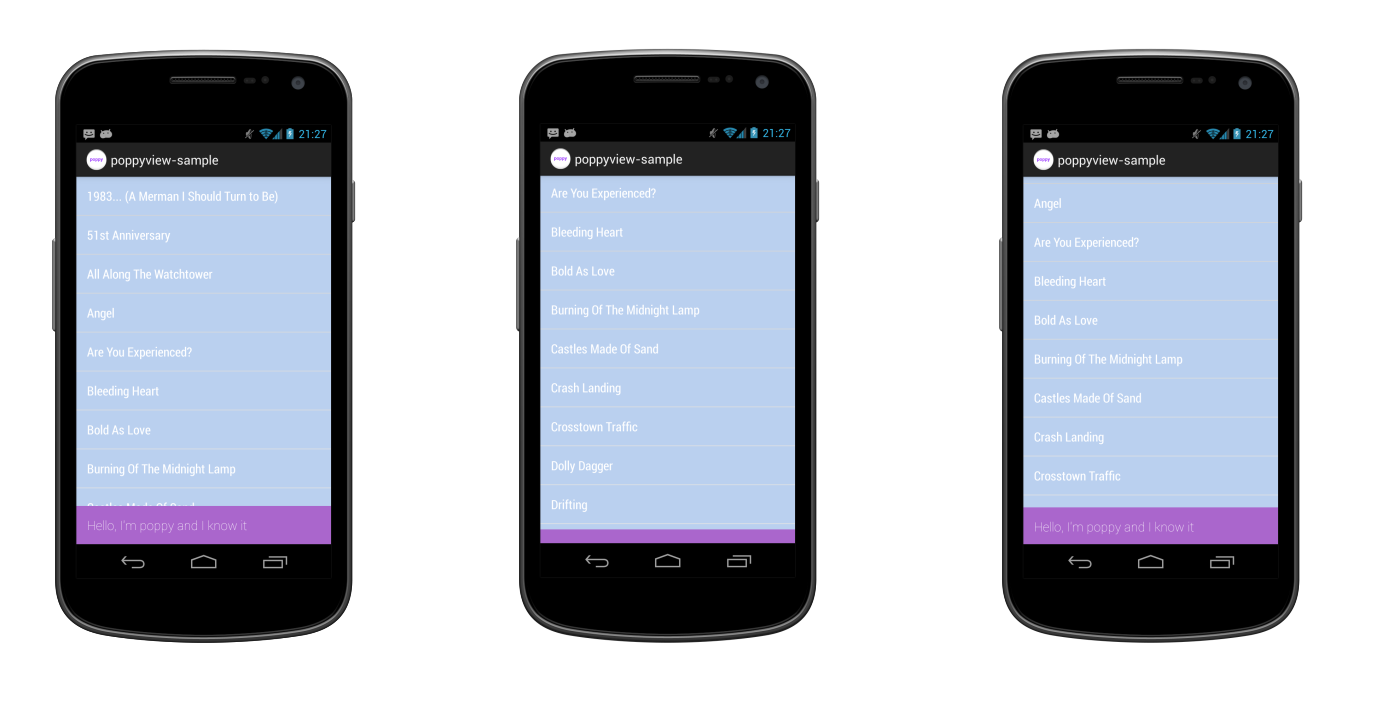 21:27
poppy
poppyview-sample
1983... (A Merman I Should Turn to Be)
51st Anniversary
All Along The Watchtower
Angel
Are You Experienced?
Bleeding Heart
Bold As Love
Burning Of The Midnight Lamp
Castles Made Of Sand
Hello, I'm poppy and I know it
21:27
poppy
poppyview-sample
Are You Experienced?
Bleeding Heart
Bold As Love
Burning Of The Midnight Lamp
Castles Made Of Sand
Crash Landing
Crosstown Traffic
Dolly Dagger
Drifting
21:27
poppy
poppyview-sample
Angel
Are You Experienced?
Bleeding Heart
Bold As Love
Burning Of The Midnight Lamp
Castles Made Of Sand
Crash Landing
Crosstown Traffic
Hello, I'm poppy and I know it